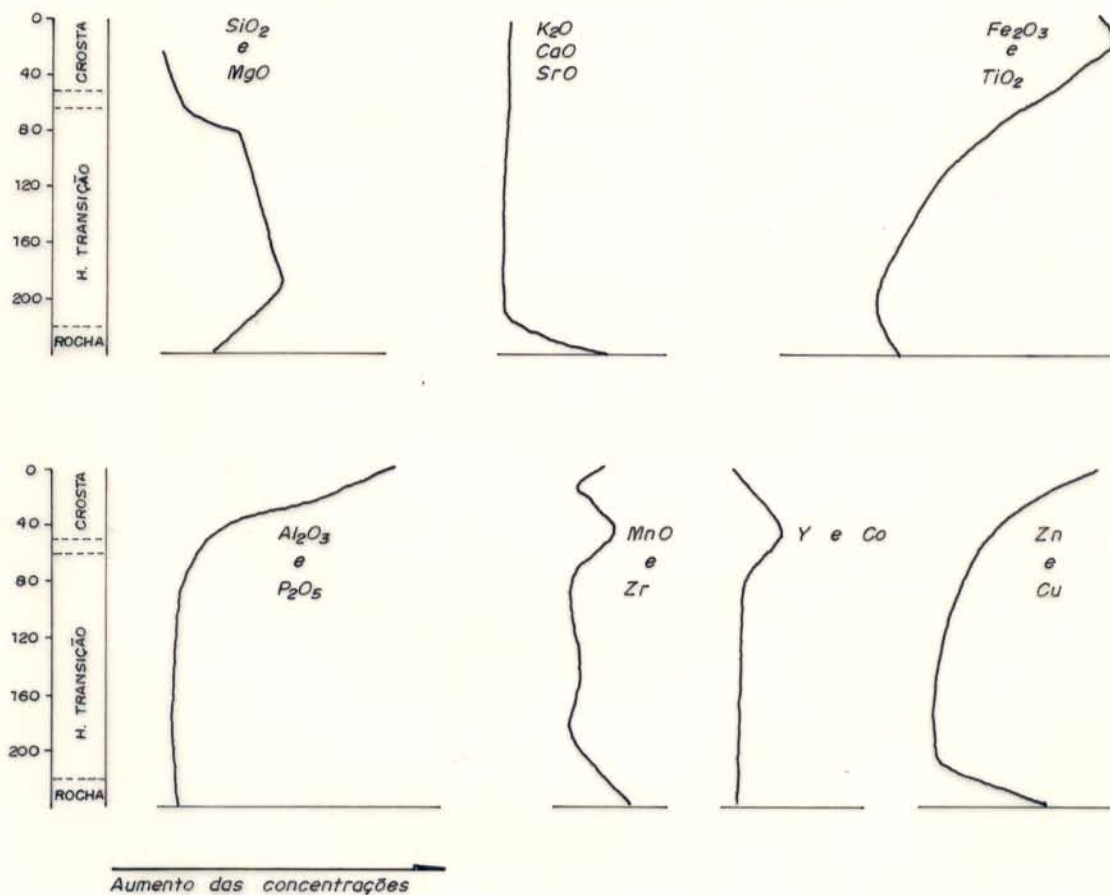 0
40
80
120
160
200
CROSTA
H. TRANSIÇÃO
ROCHA
SiO₂
e
MgO
K₂O
CaO
SrO
Fe₂O₃
e
TiO₂
0
40
80
120
160
200
CROSTA
H. TRANSIÇÃO
ROCHA
Al₂O₃
e
P₂O₅
MnO
e
Zr
Y e Co
Zn
e
Cu
Aumento das concentrações